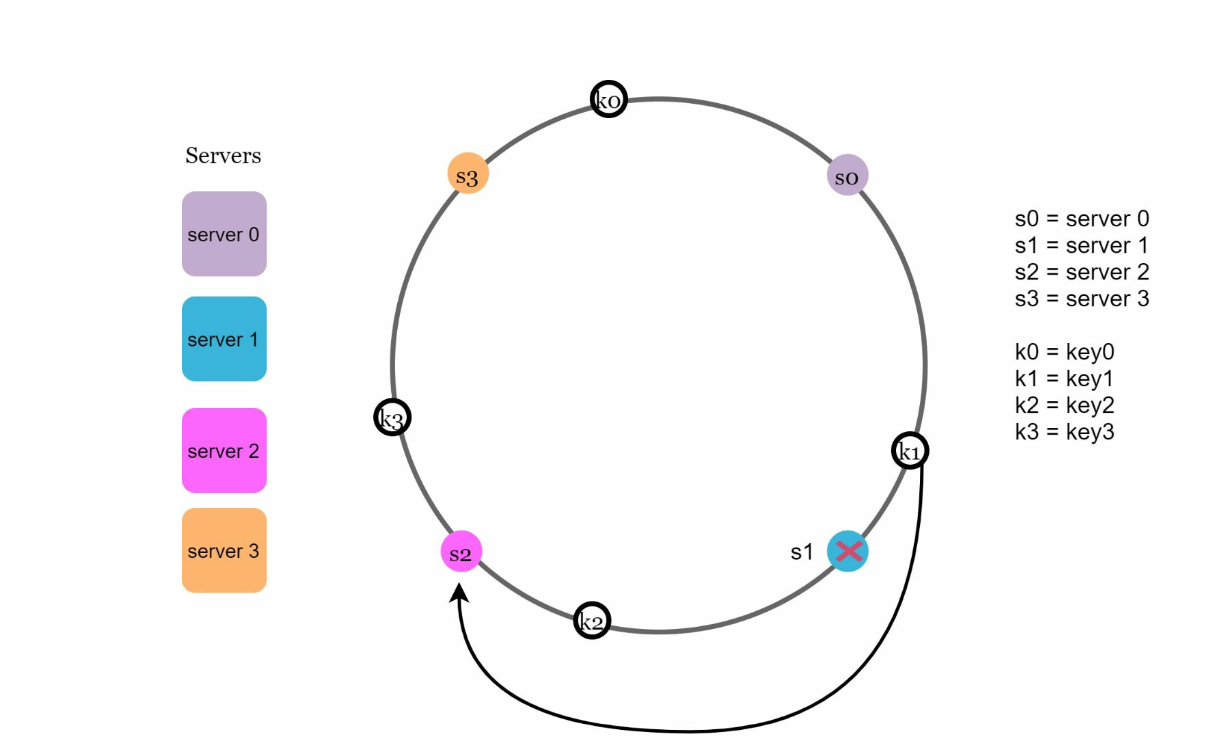 Servers
server 0
server 1
server 2
server 3
k0
s3
s0
k3
k1
s2
s1
k2
s0 = server 0
s1 = server 1
s2 = server 2
s3 = server 3
k0 = key0
k1 = key1
k2 = key2
k3 = key3